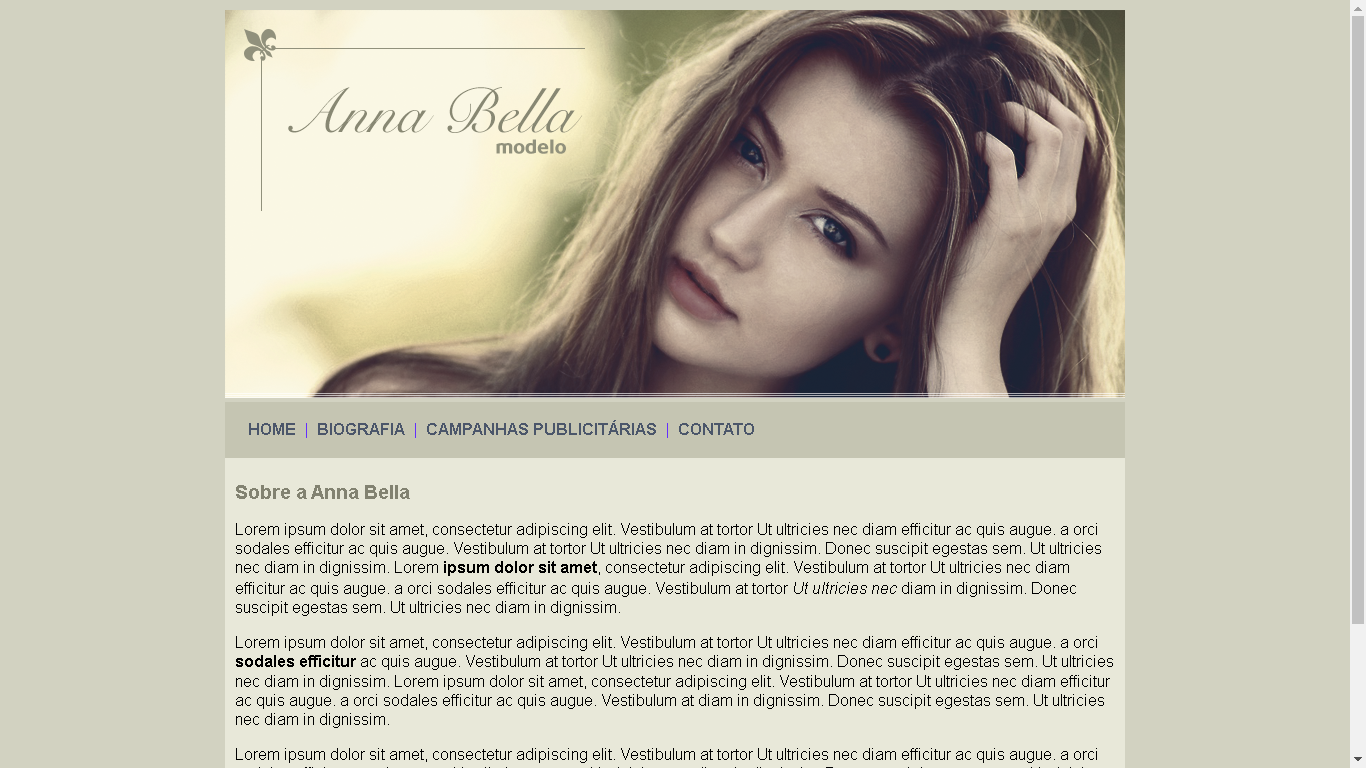 Anna Bella
modelo
HOME | BIOGRAFIA | CAMPANHAS PUBLICITÁRIAS | CONTATO
Sobre a Anna Bella
Lorem ipsum dolor sit amet, consectetur adipiscing elit. Vestibulum at tortor Ut ultricies nec diam efficitur ac quis augue. a orci
sodales efficitur ac quis augue. Vestibulum at tortor Ut ultricies nec diam in dignissim. Donec suscipit egestas sem. Ut ultricies
nec diam in dignissim. Lorem ipsum dolor sit amet, consectetur adipiscing elit. Vestibulum at tortor Ut ultricies nec diam
efficitur ac quis augue. a orci sodales efficitur ac quis augue. Vestibulum at tortor Ut ultricies nec diam in dignissim. Donec
suscipit egestas sem. Ut ultricies nec diam in dignissim.
Lorem ipsum dolor sit amet, consectetur adipiscing elit. Vestibulum at tortor Ut ultricies nec diam efficitur ac quis augue. a orci
sodales efficitur ac quis augue. Vestibulum at tortor Ut ultricies nec diam in dignissim. Donec suscipit egestas sem. Ut ultricies
nec diam in dignissim. Lorem ipsum dolor sit amet, consectetur adipiscing elit. Vestibulum at tortor Ut ultricies nec diam efficitur
ac quis augue. a orci sodales efficitur ac quis augue. Vestibulum at diam in dignissim. Donec suscipit egestas sem. Ut ultricies
nec diam in dignissim.
Lorem ipsum dolor sit amet, consectetur adipiscing elit. Vestibulum at tortor Ut ultricies nec diam efficitur ac quis augue. a orci